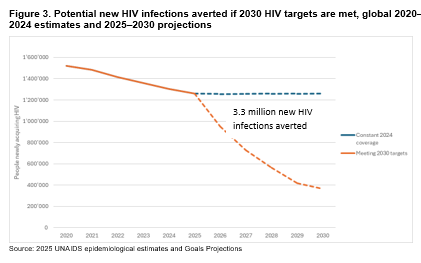 Figure 3. Potential new HIV infections averted if 2030 HIV targets are met, global 2020–
2024 estimates and 2025–2030 projections
1'600'000
1'400'000
1'200'000
1'000'000
800'000
600'000
400'000
200'000
0
People newly acquiring HIV
3.3 million new HIV
infections averted
Constant 2024
coverage
Meeting 2030 targets
2020 2021 2022 2023 2024 2025 2026 2027 2028 2029 2030
Source: 2025 UNAIDS epidemiological estimates and Goals Projections